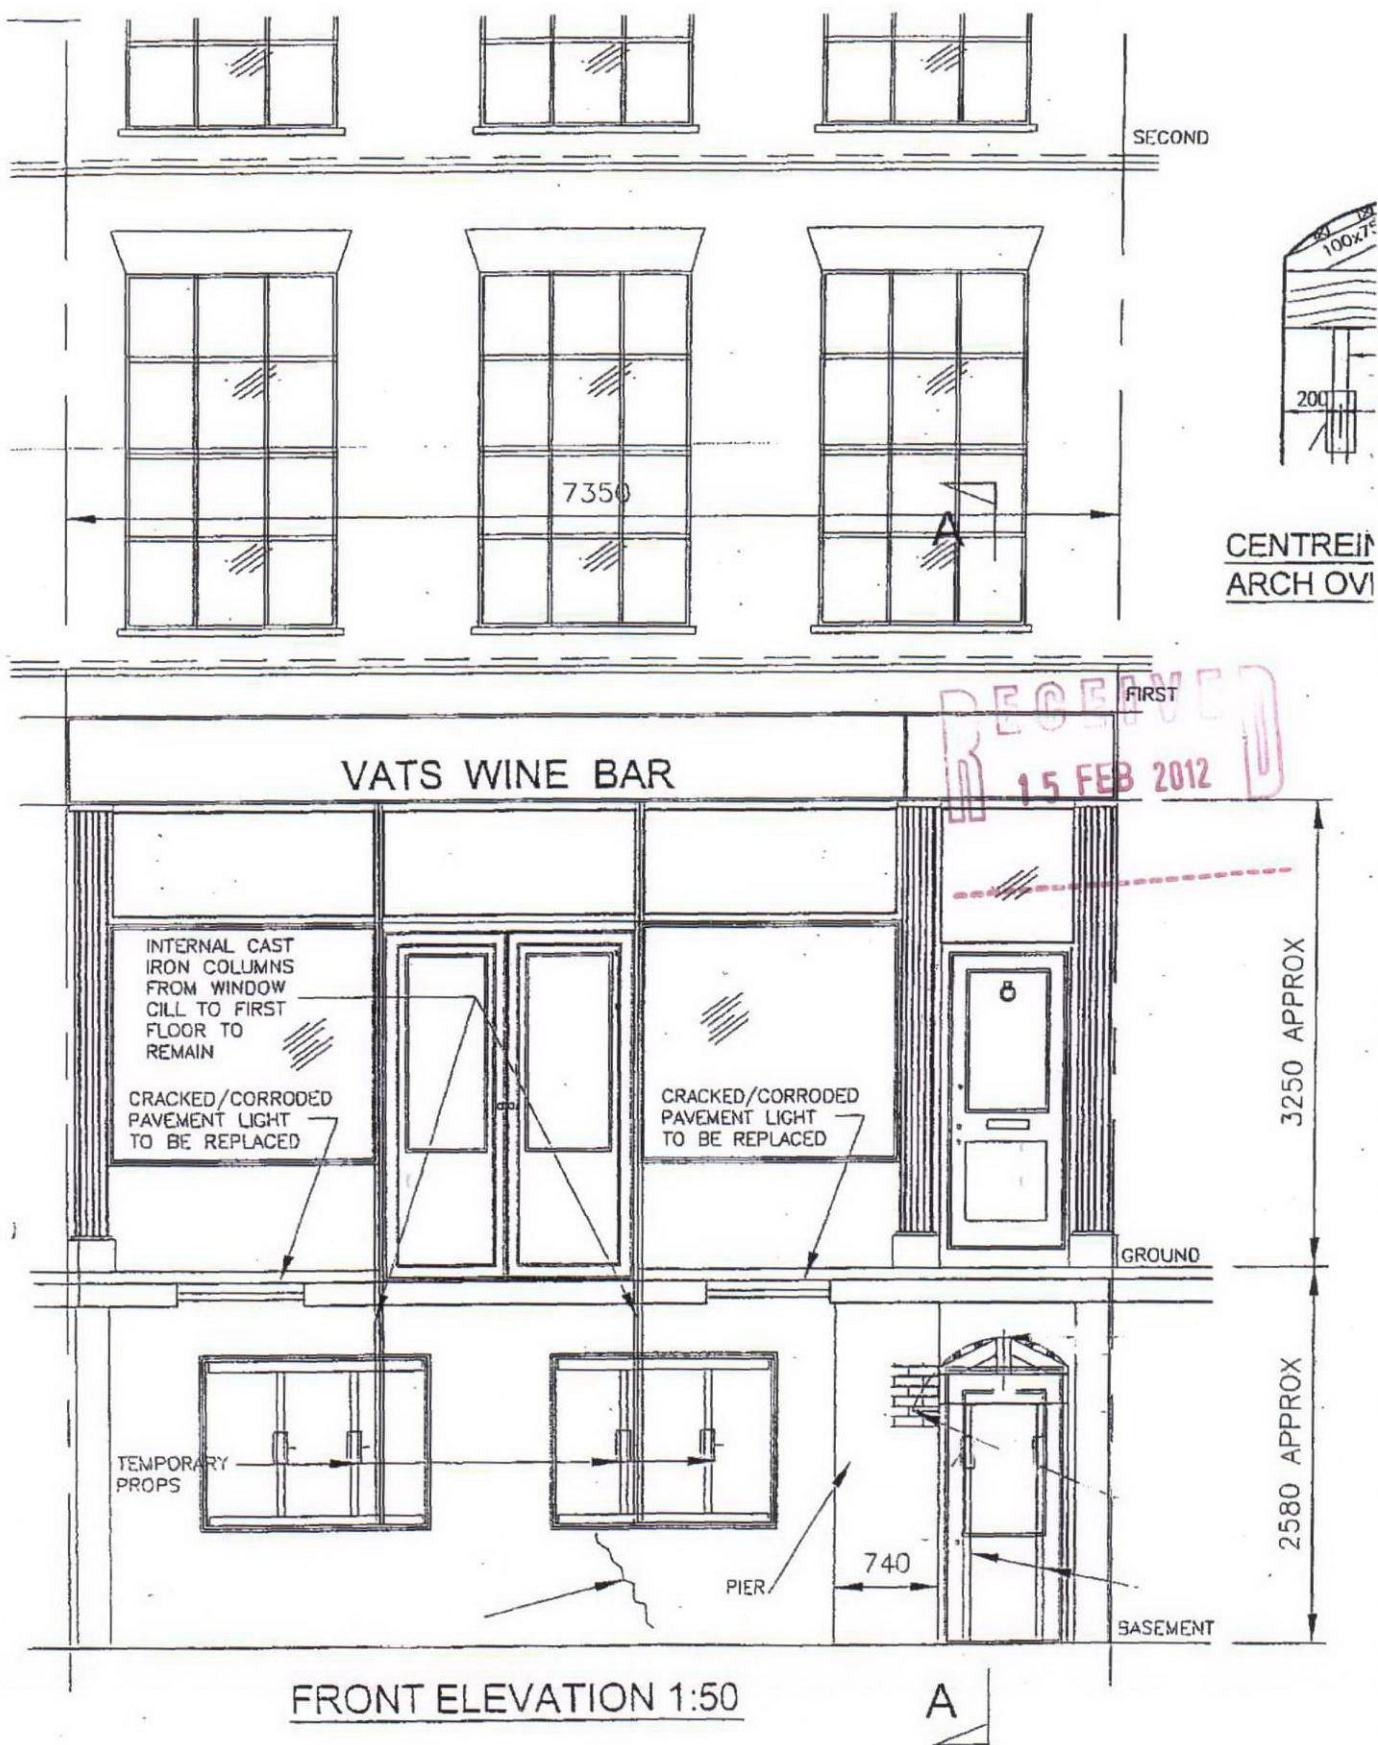 SECOND
100x75
200
7350
A
CENTREIN
ARCH OV
FIRST
RECEIVED
15 FEB 2012
VATS WINE BAR
INTERNAL CAST
IRON COLUMNS
FROM WINDOW
CILL TO FIRST
FLOOR TO
REMAIN
CRACKED/CORRODED
PAVEMENT LIGHT
TO BE REPLACED
CRACKED/CORRODED
PAVEMENT LIGHT
TO BE REPLACED
3250 APPROX
GROUND
TEMPORARY
PROPS
2580 APPROX
PIER
740
BASEMENT
FRONT ELEVATION 1:50
A